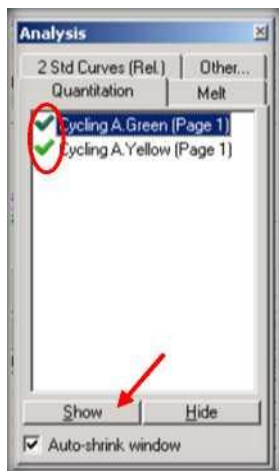 Analysis
2 Std Curves (Rel.) Other...
Quantitation Melt
Cycling A.Green (Page 1)
Cycling A.Yellow (Page 1)
Show Hide
Auto-shrink window